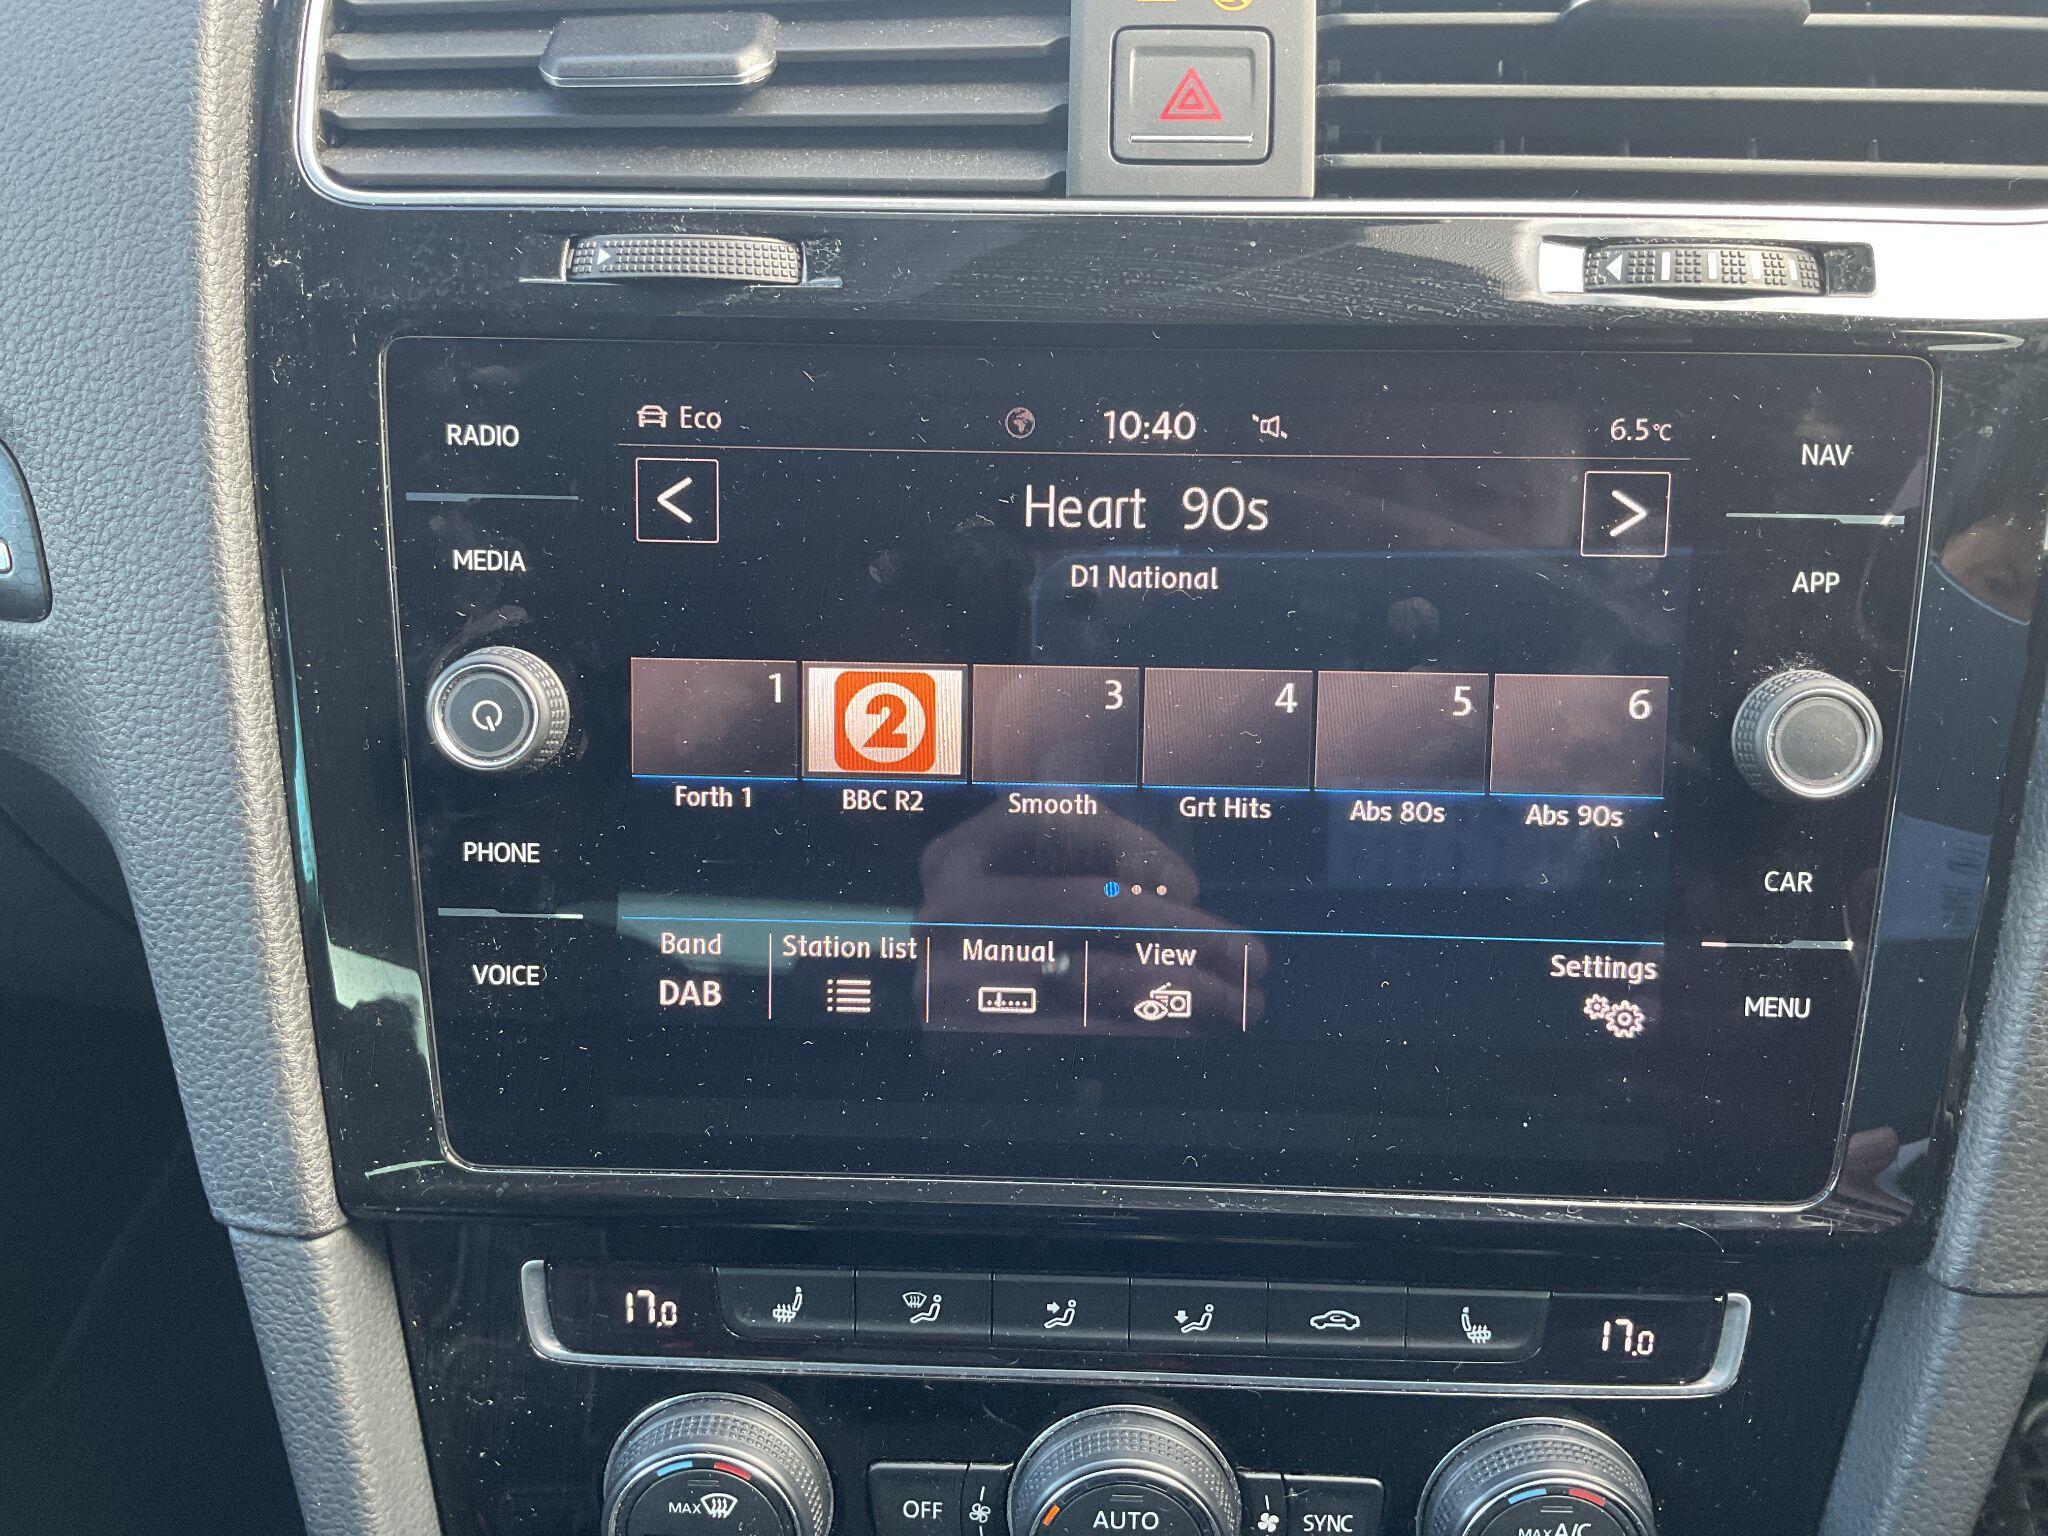 RADIO
MEDIA
PHONE
VOICE
Eco
10:40
6.5°C
<
Heart 90s
>
D1 National
1
2
3
4
5
6
Forth 1
BBC R2
Smooth
Grt Hits
Abs 80s
Abs 90s
Band
DAB
Station list
Manual
View
Settings
NAV
APP
CAR
MENU
17.0
17.0
MAX
OFF
AUTO
SYNC
MAX A/C